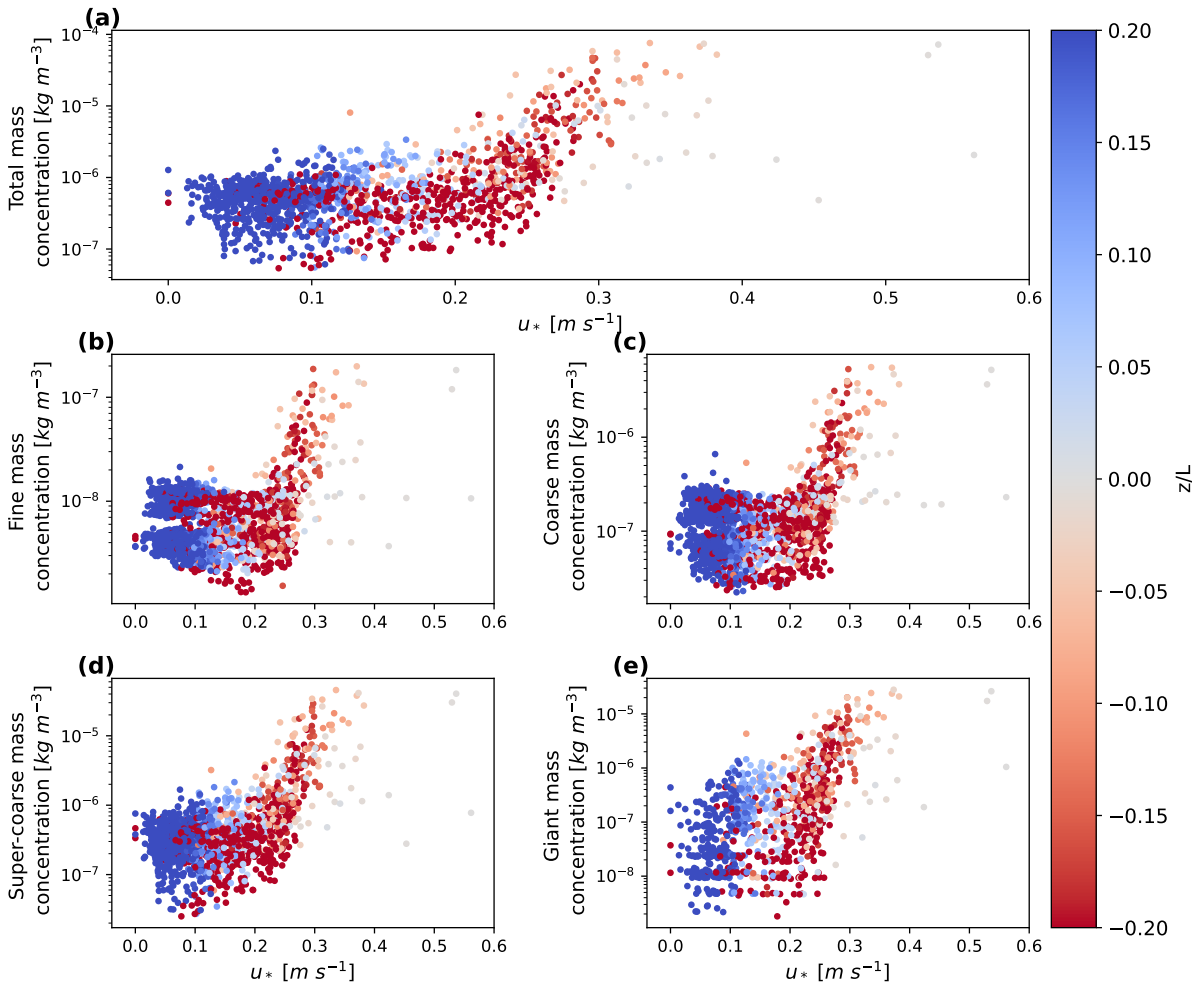 (a)
Total mass
concentration [kg m⁻³]
10⁻⁴
10⁻⁵
10⁻⁶
10⁻⁷
0.0 0.1 0.2 0.3 0.4 0.5 0.6
u* [m s⁻¹]
(b)
Fine mass
concentration [kg m⁻³]
10⁻⁷
10⁻⁸
0.0 0.1 0.2 0.3 0.4 0.5 0.6
(c)
Coarse mass
concentration [kg m⁻³]
10⁻⁶
10⁻⁷
0.0 0.1 0.2 0.3 0.4 0.5 0.6
(d)
Super-coarse mass
concentration [kg m⁻³]
10⁻⁵
10⁻⁶
10⁻⁷
0.0 0.1 0.2 0.3 0.4 0.5 0.6
u* [m s⁻¹]
(e)
Giant mass
concentration [kg m⁻³]
10⁻⁵
10⁻⁶
10⁻⁷
10⁻⁸
0.0 0.1 0.2 0.3 0.4 0.5 0.6
u* [m s⁻¹]
0.20
0.15
0.10
0.05
0.00
−0.05
−0.10
−0.15
−0.20
z/L